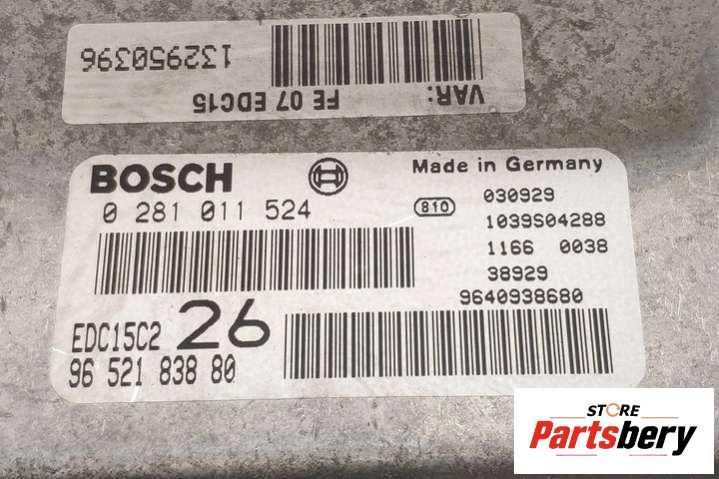 VAR: FE 07 EDC15
132950396
BOSCH
Made in Germany
0 281 011 524
810
030929
1039S04288
1166 0038
38929
9640938680
EDC15C2 26
96 521 838 80
STORE
Partsbery